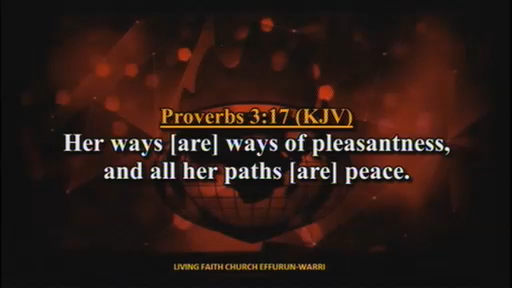 Proverbs 3:17 (KJV)
Her ways [are] ways of pleasantness,
and all her paths [are] peace.
LIVING FAITH CHURCH EFFURUN-WARRI